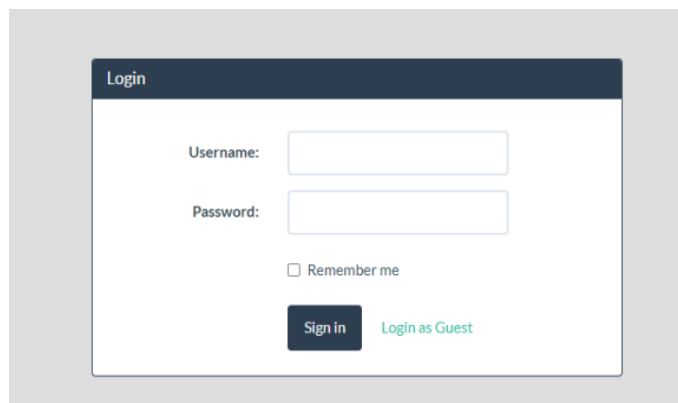 Login
Username:
Password:
Remember me
Sign in Login as Guest